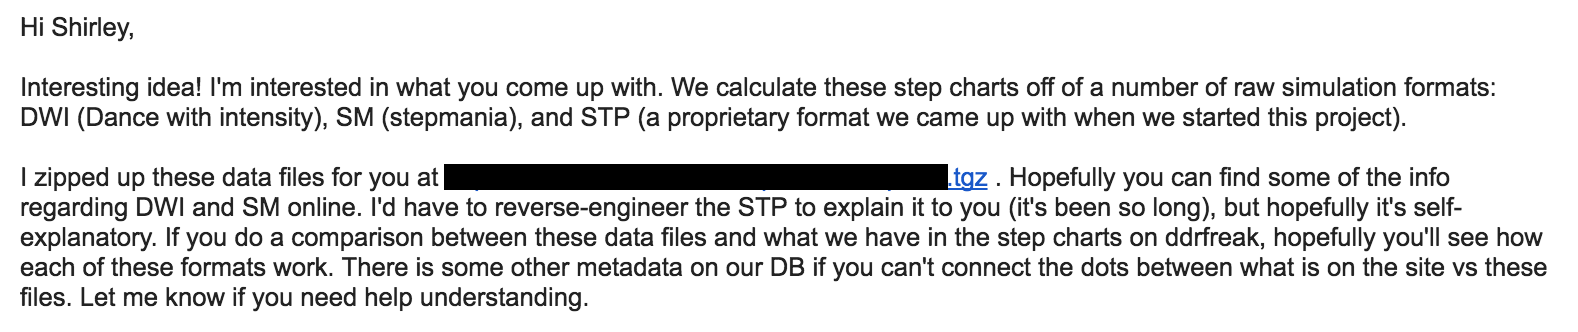 Hi Shirley,
Interesting idea! I'm interested in what you come up with. We calculate these step charts off of a number of raw simulation formats:
DWI (Dance with intensity), SM (stepmania), and STP (a proprietary format we came up with when we started this project).
I zipped up these data files for you at .tgz . Hopefully you can find some of the info
regarding DWI and SM online. I'd have to reverse-engineer the STP to explain it to you (it's been so long), but hopefully it's self-
explanatory. If you do a comparison between these data files and what we have in the step charts on ddrfreak, hopefully you'll see how
each of these formats work. There is some other metadata on our DB if you can't connect the dots between what is on the site vs these
files. Let me know if you need help understanding.